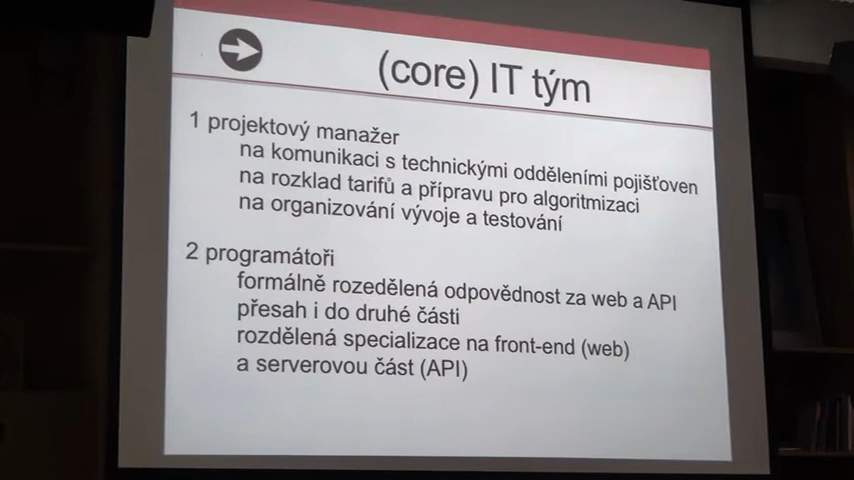 (core) IT tým
1 projektový manažer
na komunikaci s technickými odděleními pojišťoven
na rozklad tarifů a přípravu pro algoritmizaci
na organizování vývoje a testování
2 programátoři
formálně rozedělená odpovědnost za web a API
přesah i do druhé části
rozdělená specializace na front-end (web)
a serverovou část (API)